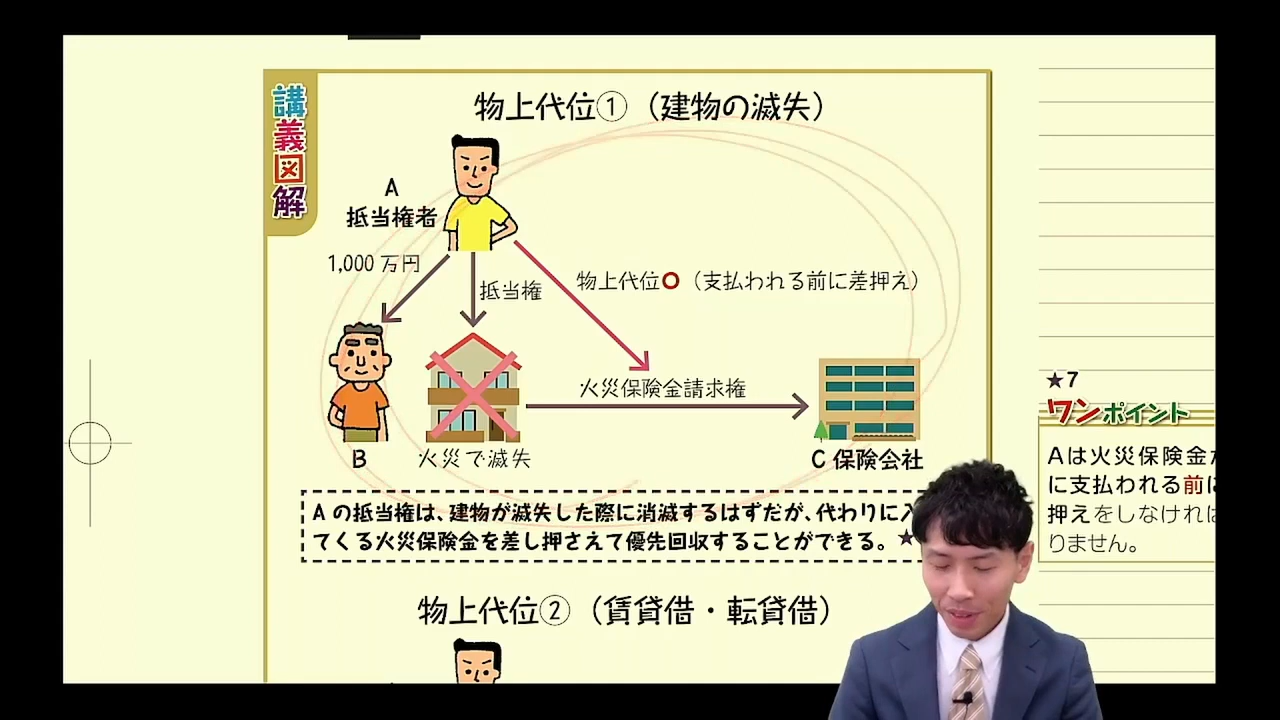 講義図解
物上代位①（建物の滅失）
A
抵当権者
1,000万円
抵当権
物上代位○（支払われる前に差押え）
火災保険金請求権
B
火災で滅失
C 保険会社
Aの抵当権は、建物が滅失した際に消滅するはずだが、代わりに入
てくる火災保険金を差し押さえて優先回収することができる。★
物上代位②（賃貸借・転貸借）
★7
ワンポイント
Aは火災保険金が
に支払われる前に
押えをしなければ
りません。